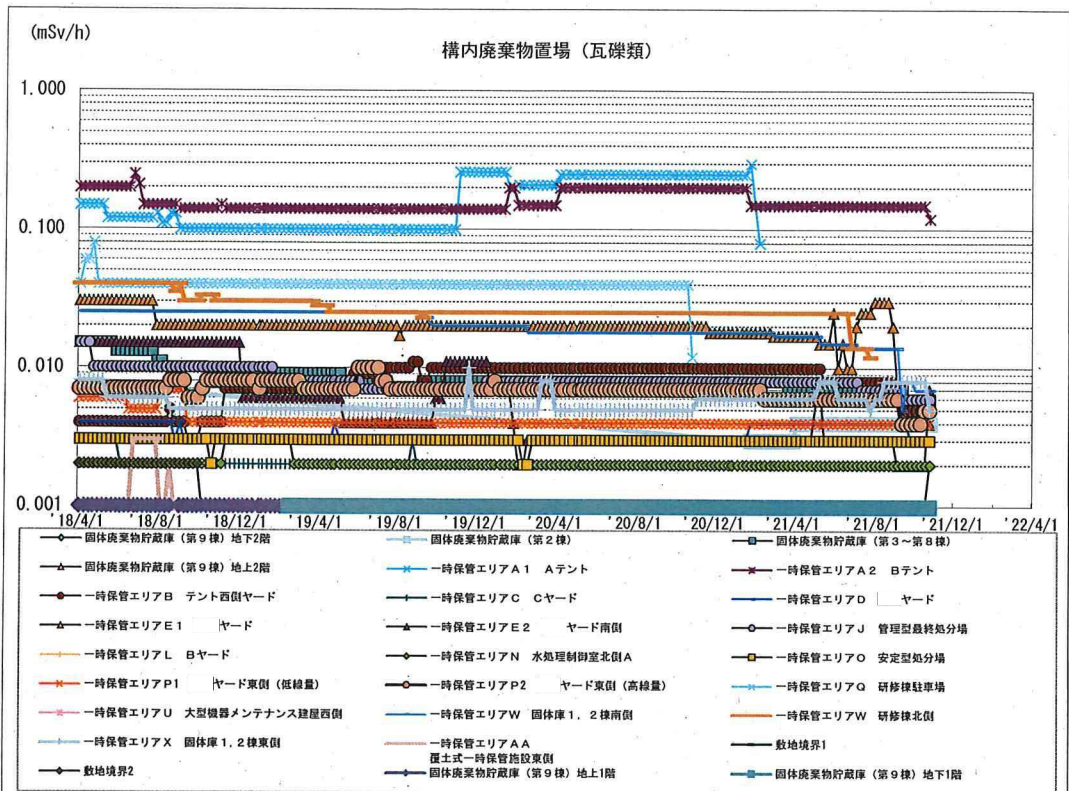 (mSv/h)
構内廃棄物置場（瓦礫類）
1.000
0.100
0.010
0.001
'18/4/1 '18/8/1 '18/12/1 '19/4/1 '19/8/1 '19/12/1 '20/4/1 '20/8/1 '20/12/1 '21/4/1 '21/8/1 '21/12/1 '22/4/1
固体廃棄物貯蔵庫（第9棟）地下2階 固体廃棄物貯蔵庫（第2棟） 固体廃棄物貯蔵庫（第3～第8棟）
固体廃棄物貯蔵庫（第9棟）地上2階 一時保管エリアA1 Aテント 一時保管エリアA2 Bテント
一時保管エリアB テント西側ヤード 一時保管エリアC Cヤード 一時保管エリアD ヤード
一時保管エリアE1 ヤード 一時保管エリアE2 ヤード南側 一時保管エリアJ 管理型最終処分場
一時保管エリアL Bヤード 一時保管エリアN 水処理制御室北側A 一時保管エリアO 安定型処分場
一時保管エリアP1 ヤード東側（低線量） 一時保管エリアP2 ヤード東側（高線量） 一時保管エリアQ 研修棟駐車場
一時保管エリアU 大型機器メンテナンス建屋西側 一時保管エリアW 固体庫1，2棟南側 一時保管エリアW 研修棟北側
一時保管エリアX 固体庫1，2棟東側 一時保管エリアAA 敷地境界1
覆土式一時保管施設東側
敷地境界2 固体廃棄物貯蔵庫（第9棟）地上1階 固体廃棄物貯蔵庫（第9棟）地下1階